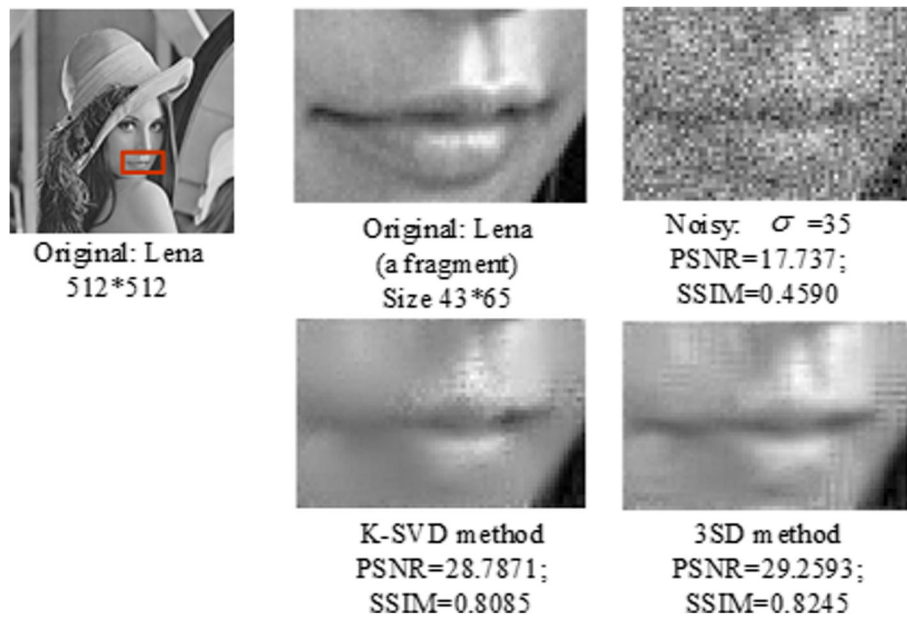 Original: Lena
512*512
Original: Lena
(a fragment)
Size 43*65
Noisy: σ =35
PSNR=17.737;
SSIM=0.4590
K-SVD method
PSNR=28.7871;
SSIM=0.8085
3SD method
PSNR=29.2593;
SSIM=0.8245